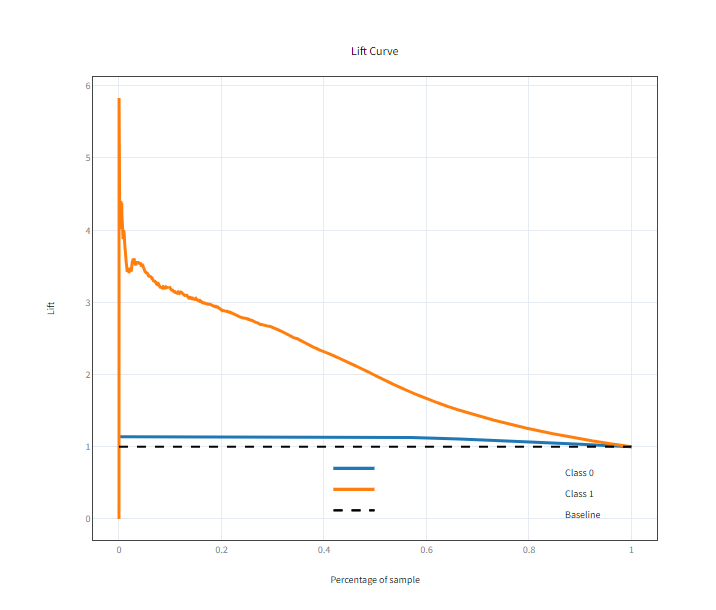 Lift Curve
6
5
4
3
2
1
0
Lift
0
0.2
0.4
0.6
0.8
1
Percentage of sample
Class 0
Class 1
Baseline